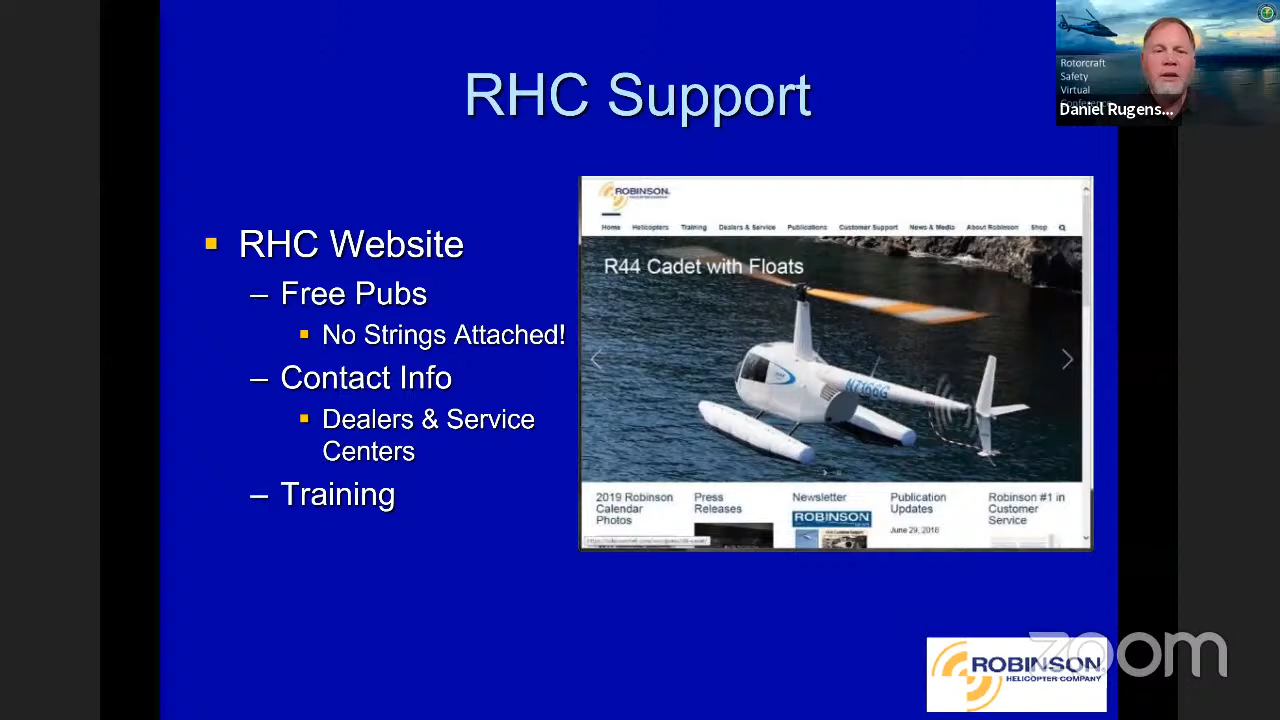 RHC Support
Rotorcraft
Safety
Virtual
Daniel Rugens...
RHC Website
– Free Pubs
No Strings Attached!
– Contact Info
Dealers & Service
Centers
– Training
ROBINSON
HELICOPTER COMPANY
Home Helicopters Training Dealers & Service Publications Customer Support News & Media About Robinson Shop
R44 Cadet with Floats
N7166G
2019 Robinson
Calendar
Photos
Press
Releases
Newsletter
ROBINSON
Publication
Updates
June 29, 2018
Robinson #1 in
Customer
Service
zoom
ROBINSON
HELICOPTER COMPANY